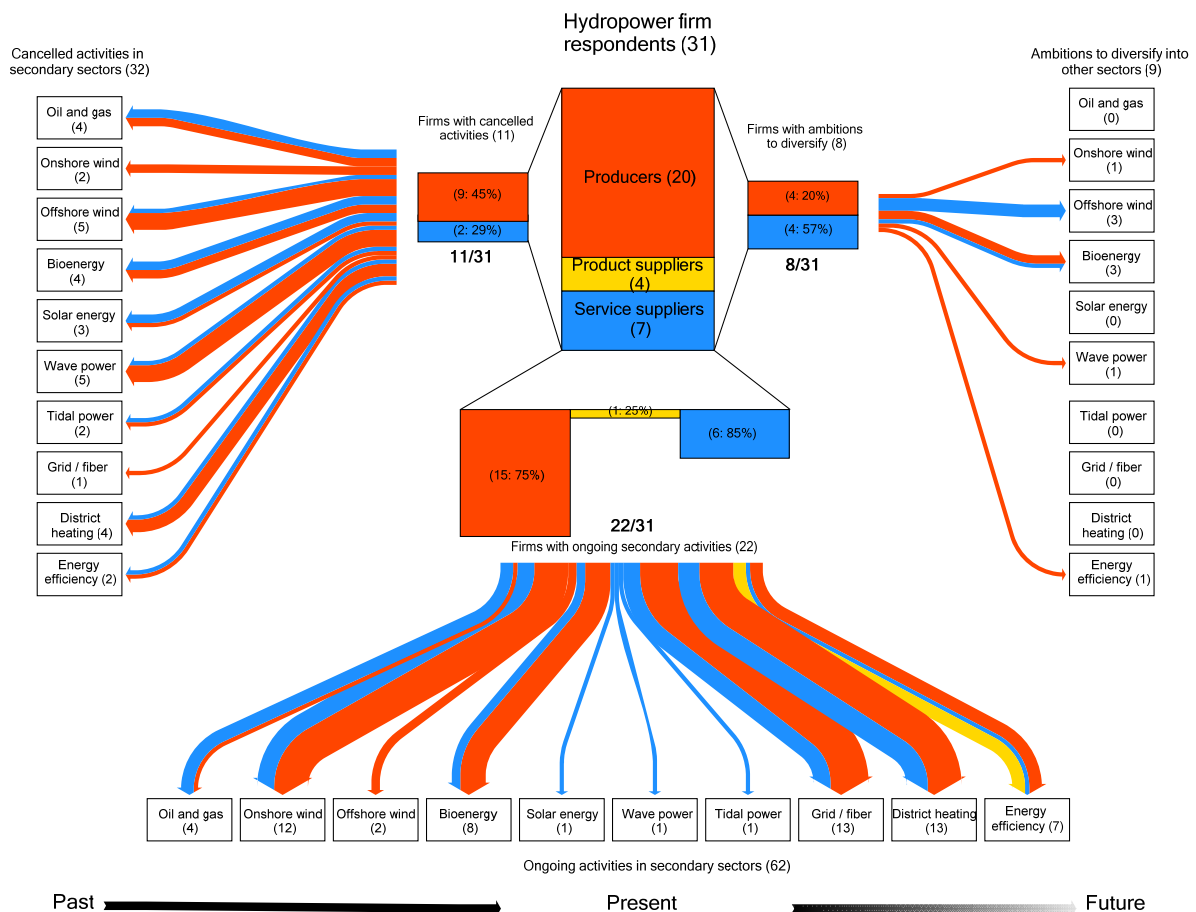 Hydropower firm
respondents (31)
Cancelled activities in
secondary sectors (32)
Oil and gas
(4)
Onshore wind
(2)
Offshore wind
(5)
Bioenergy
(4)
Solar energy
(3)
Wave power
(5)
Tidal power
(2)
Grid / fiber
(1)
District
heating (4)
Energy
efficiency (2)
Firms with cancelled
activities (11)
(9: 45%)
(2: 29%)
11/31
Producers (20)
Product suppliers
(4)
Service suppliers
(7)
Firms with ambitions
to diversify (8)
(4: 20%)
(4: 57%)
8/31
Ambitions to diversify into
other sectors (9)
Oil and gas
(0)
Onshore wind
(1)
Offshore wind
(3)
Bioenergy
(3)
Solar energy
(0)
Wave power
(1)
Tidal power
(0)
Grid / fiber
(0)
District
heating (0)
Energy
efficiency (1)
(15: 75%)
(1: 25%)
(6: 85%)
22/31
Firms with ongoing secondary activities (22)
Oil and gas
(4)
Onshore wind
(12)
Offshore wind
(2)
Bioenergy
(8)
Solar energy
(1)
Wave power
(1)
Tidal power
(1)
Grid / fiber
(13)
District heating
(13)
Energy
efficiency (7)
Ongoing activities in secondary sectors (62)
Past
Present
Future